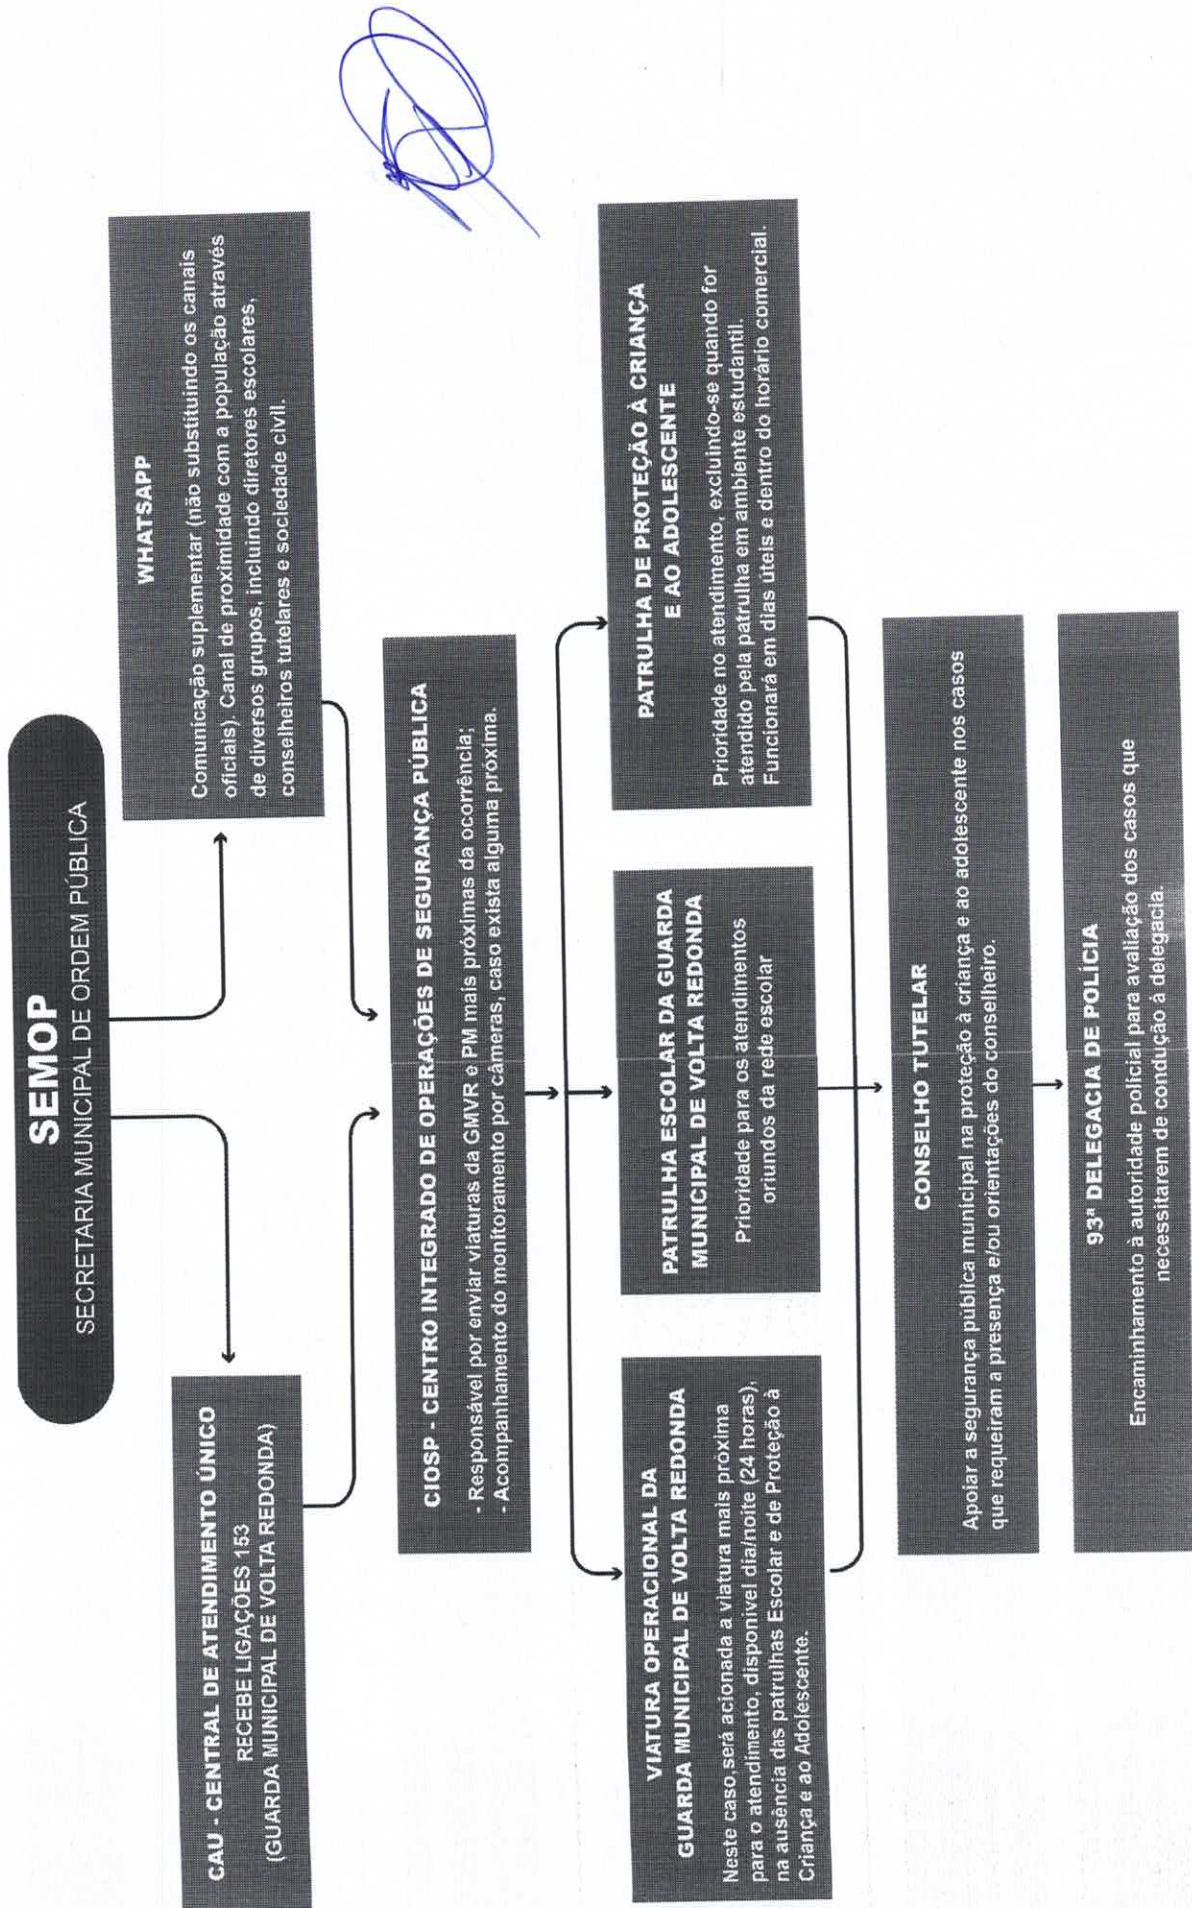 SEMOP
SECRETARIA MUNICIPAL DE ORDEM PÚBLICA
CAU - CENTRAL DE ATENDIMENTO ÚNICO
RECEBE LIGAÇÕES 153
(GUARDA MUNICIPAL DE VOLTA REDONDA)
WHATSAPP
Comunicação suplementar (não substituindo os canais
oficiais). Canal de proximidade com a população através
de diversos grupos, incluindo diretores escolares,
conselheiros tutelares e sociedade civil.
CIOSP - CENTRO INTEGRADO DE OPERAÇÕES DE SEGURANÇA PÚBLICA
- Responsável por enviar viaturas da GMVR e PM mais próximas da ocorrência;
- Acompanhamento do monitoramento por câmeras, caso exista alguma próxima.
VIATURA OPERACIONAL DA
GUARDA MUNICIPAL DE VOLTA REDONDA
Neste caso, será acionada a viatura mais próxima
para o atendimento, disponível dia/noite (24 horas),
na ausência das patrulhas Escolar e de Proteção à
Criança e ao Adolescente.
PATRULHA ESCOLAR DA GUARDA
MUNICIPAL DE VOLTA REDONDA
Prioridade para os atendimentos
oriundos da rede escolar
PATRULHA DE PROTEÇÃO À CRIANÇA
E AO ADOLESCENTE
Prioridade no atendimento, excluindo-se quando for
atendido pela patrulha em ambiente estudantil.
Funcionará em dias úteis e dentro do horário comercial.
CONSELHO TUTELAR
Apoiar a segurança pública municipal na proteção à criança e ao adolescente nos casos
que requeiram a presença e/ou orientações do conselheiro.
93ª DELEGACIA DE POLÍCIA
Encaminhamento à autoridade policial para avaliação dos casos que
necessitarem de condução à delegacia.